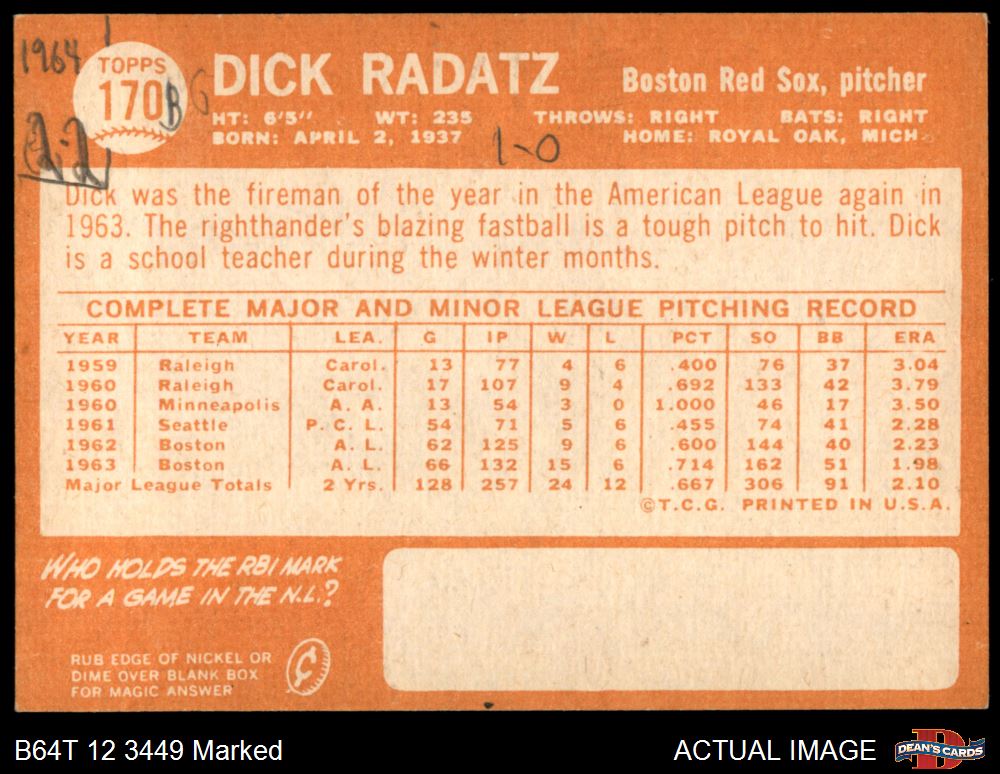 1964
TOPPS
170 B 6
2-2
DICK RADATZ
Boston Red Sox, pitcher
HT: 6'5" WT: 235 THROWS: RIGHT BATS: RIGHT
BORN: APRIL 2, 1937 HOME: ROYAL OAK, MICH.
1-0
Dick was the fireman of the year in the American League again in
1963. The righthander's blazing fastball is a tough pitch to hit. Dick
is a school teacher during the winter months.
COMPLETE MAJOR AND MINOR LEAGUE PITCHING RECORD
YEAR TEAM LEA. G IP W L PCT SO BB ERA
1959 Raleigh Carol. 13 77 4 6 .400 76 37 3.04
1960 Raleigh Carol. 17 107 9 4 .692 133 42 3.79
1960 Minneapolis A. A. 13 54 3 0 1.000 46 17 3.50
1961 Seattle P. C. L. 54 71 5 6 .455 74 41 2.28
1962 Boston A. L. 62 125 9 6 .600 144 40 2.23
1963 Boston A. L. 66 132 15 6 .714 162 51 1.98
Major League Totals 2 Yrs. 128 257 24 12 .667 306 91 2.10
©T.C.G. PRINTED IN U.S.A.
WHO HOLDS THE RBI MARK
FOR A GAME IN THE N.L.?
RUB EDGE OF NICKEL OR
DIME OVER BLANK BOX
FOR MAGIC ANSWER
¢
B64T 12 3449 Marked
ACTUAL IMAGE
DEAN'S CARDS